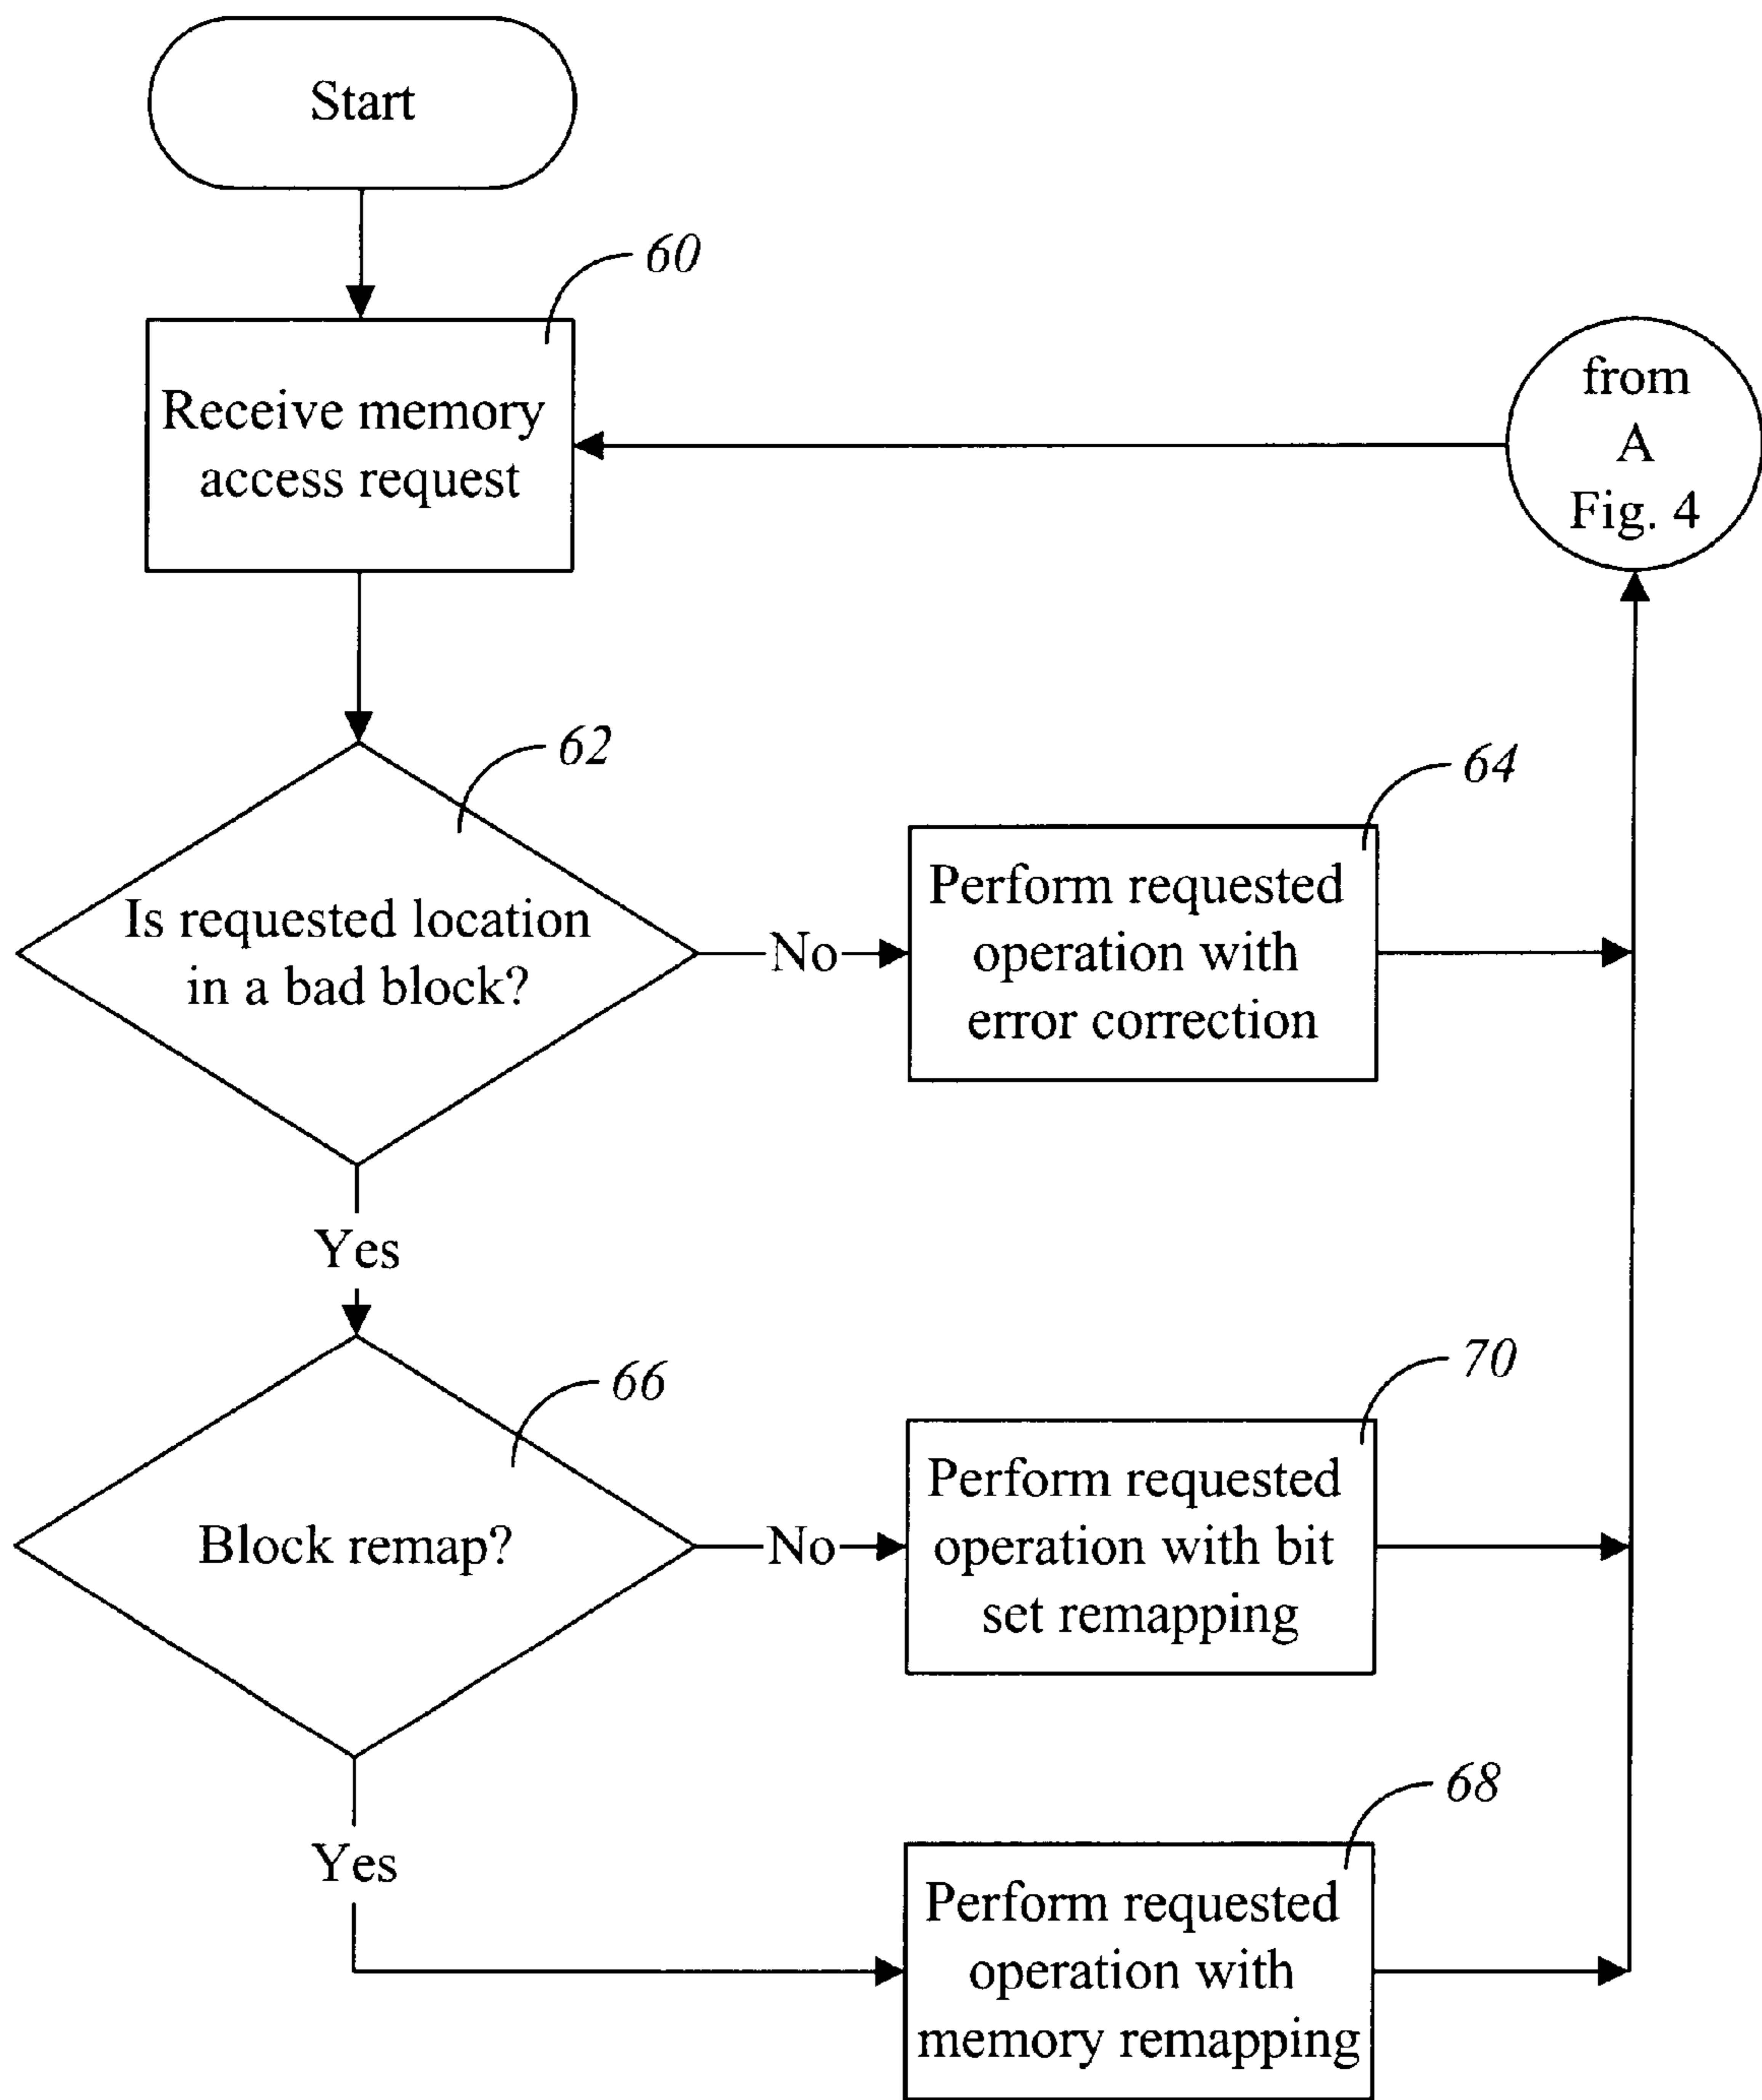 Start
60
Receive memory
access request
from
A
Fig. 4
62
Is requested location
in a bad block?
No
64
Perform requested
operation with
error correction
Yes
66
Block remap?
No
70
Perform requested
operation with bit
set remapping
Yes
68
Perform requested
operation with
memory remapping